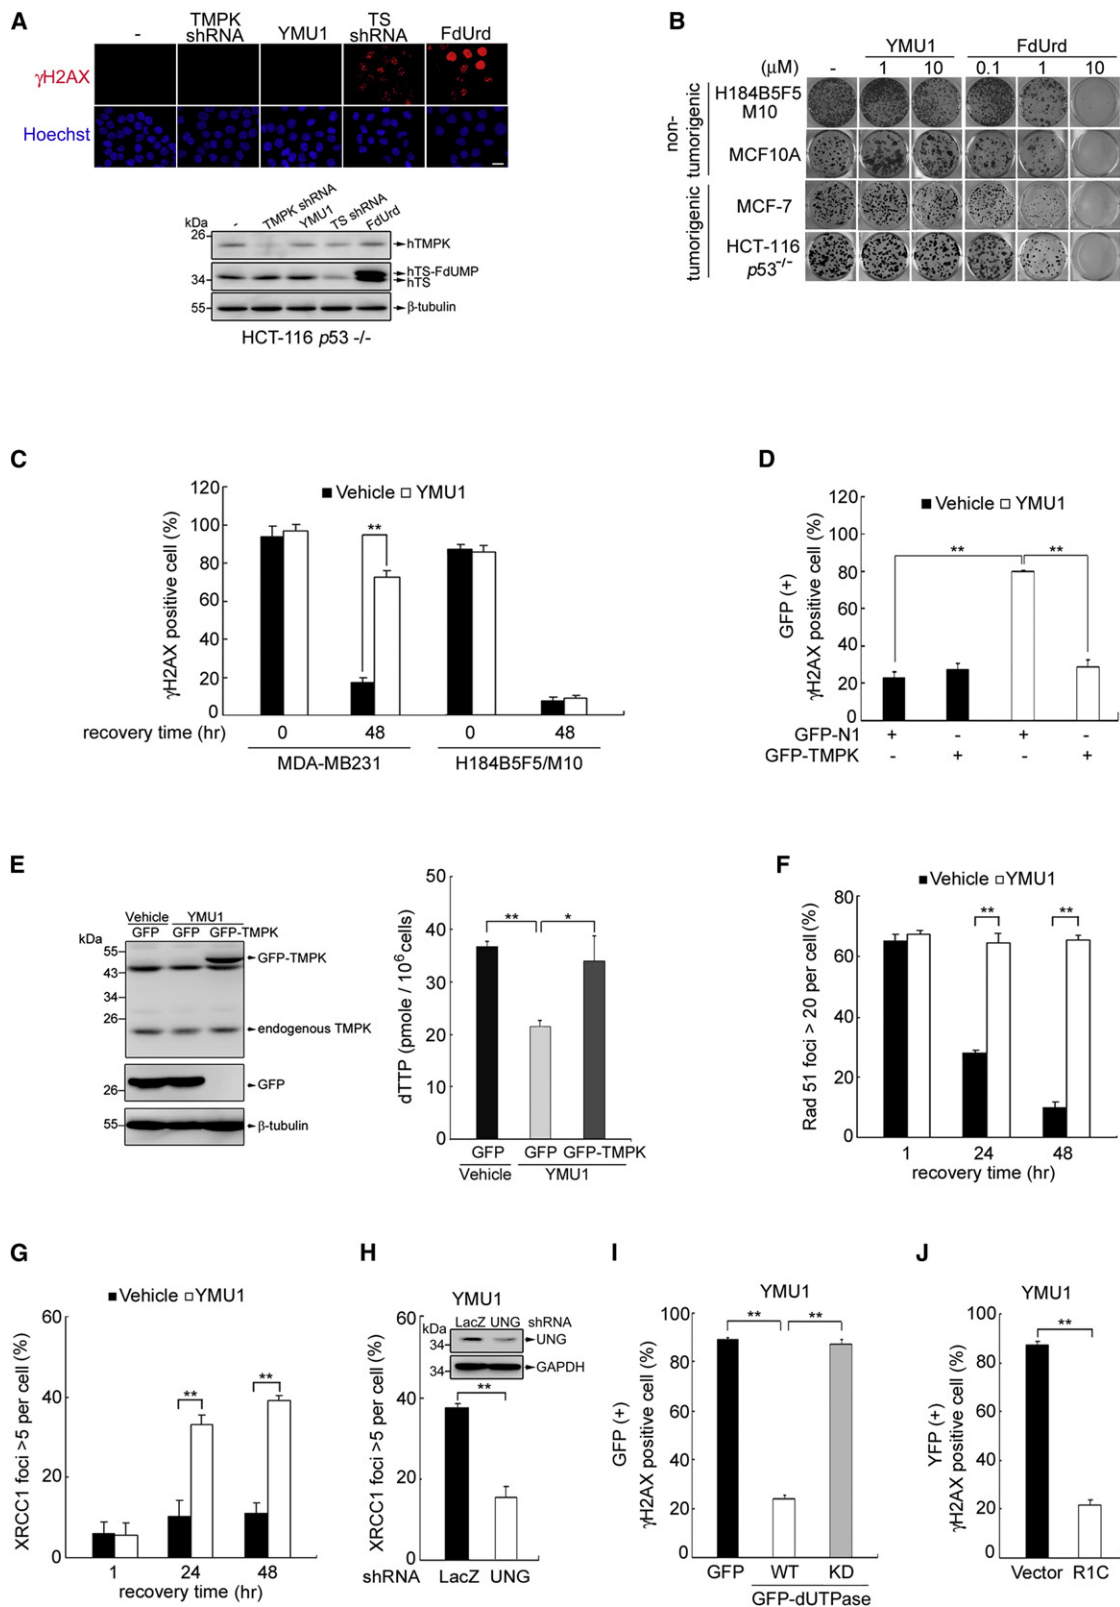 A
- TMPK shRNA YMU1 TS shRNA FdUrd
γH2AX
Hoechst
kDa - TMPK shRNA YMU1 TS shRNA FdUrd
26
hTMPK
hTS-FdUMP
34 hTS
55 β-tubulin
HCT-116 p53 -/-
B
YMU1 FdUrd
(μM) - 1 10 0.1 1 10
non-tumorigenic
H184B5F5 M10
MCF10A
tumorigenic
MCF-7
HCT-116 p53-/-
C
■Vehicle □YMU1
γH2AX positive cell (%)
120
100
80
60
40
20
0
**
recovery time (hr) 0 48 0 48
MDA-MB231 H184B5F5/M10
D
■Vehicle □YMU1
GFP (+)
γH2AX positive cell (%)
100
80
60
40
20
0
** **
GFP-N1 + - + -
GFP-TMPK - + - +
E
Vehicle YMU1
kDa GFP GFP GFP-TMPK
55 GFP-TMPK
43
34
26
endogenous TMPK
26 GFP
55 β-tubulin
dTTP (pmole / 10^6cells)
50
40
30
20
10
0
** *
GFP GFP GFP-TMPK
Vehicle YMU1
F
■Vehicle □YMU1
Rad 51 foci > 20 per cell (%)
80
60
40
20
0
** **
1 24 48
recovery time (hr)
G
■Vehicle □YMU1
XRCC1 foci >5 per cell (%)
60
40
20
0
** **
1 24 48
recovery time (hr)
H
YMU1
kDa LacZ UNG shRNA
34 UNG
34 GAPDH
XRCC1 foci >5 per cell (%)
60
40
20
0
**
shRNA LacZ UNG
I
YMU1
GFP (+)
γH2AX positive cell (%)
100
80
60
40
20
0
** **
GFP WT KD
GFP-dUTPase
J
YMU1
YFP (+)
γH2AX positive cell (%)
100
80
60
40
20
0
**
Vector R1C